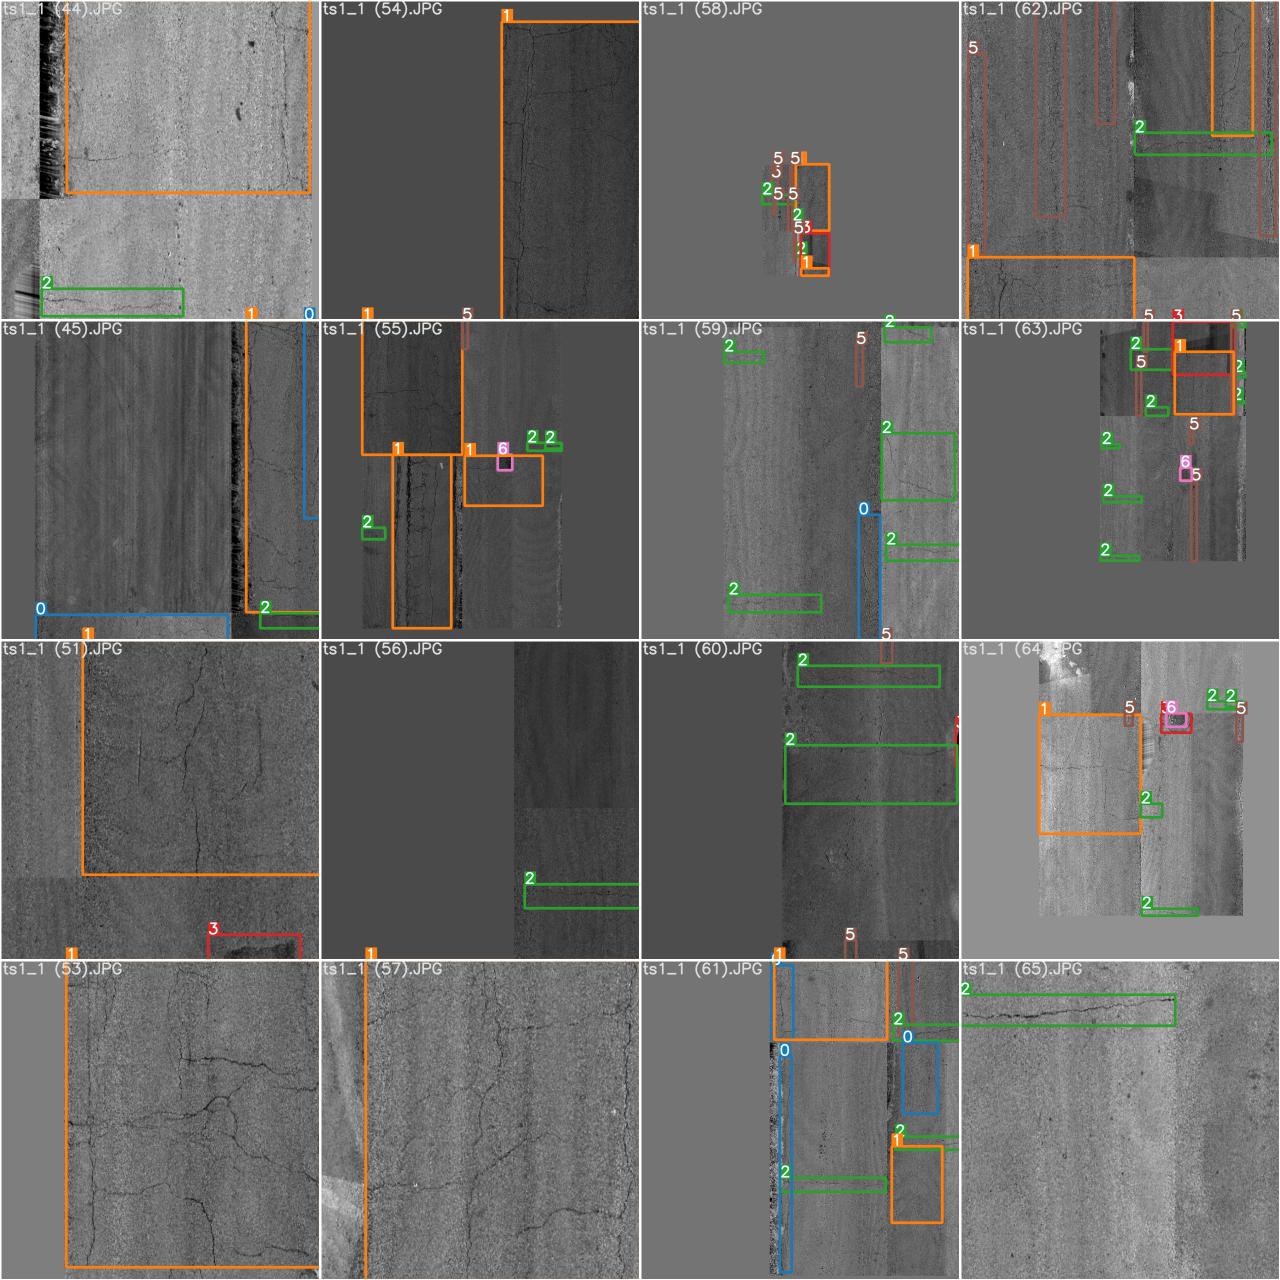 ts1_1 (44).JPG
ts1_1 (54).JPG
ts1_1 (58).JPG
ts1_1 (62).JPG
1
2
1
5 5
2
5 5
2
2
1
5
2
1
ts1_1 (45).JPG
ts1_1 (55).JPG
ts1_1 (59).JPG
ts1_1 (63).JPG
1 0
0
2
1 5
1 1 6 2 2
2
2 5 2
2
0
2
2
5 3 5
2 1
5 2
2 2
5
2
6 5
2
2
ts1_1 (51).JPG
ts1_1 (56).JPG
ts1_1 (60).JPG
ts1_1 (64).JPG
1
3
2
5
2
2
5
1 5 6 2 2 5
2
2
ts1_1 (53).JPG
ts1_1 (57).JPG
ts1_1 (61).JPG
ts1_1 (65).JPG
1
1
1 5
2
0 0
2
1
2
2